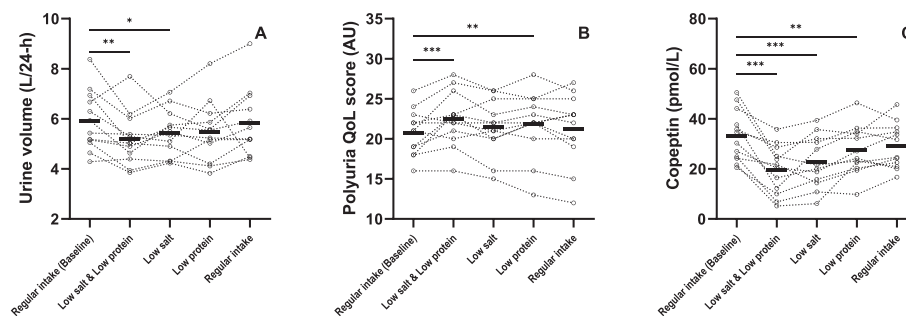 A
Urine volume (L/24-h)
10
8
6
4
2
*
**
Regular intake (Baseline)
Low salt & Low protein
Low salt
Low protein
Regular intake
B
Polyuria QoL score (AU)
35
30
25
20
15
10
**
***
Regular intake (Baseline)
Low salt & Low protein
Low salt
Low protein
Regular intake
Copeptin (pmol/L)
80
60
40
20
0
**
***
***
Regular intake (Baseline)
Low salt & Low protein
Low salt
Low protein
Regular intake